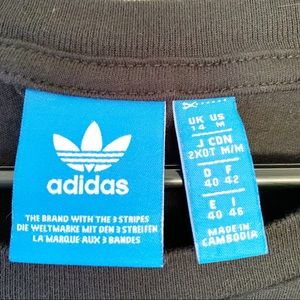 adidas
THE BRAND WITH THE 3 STRIPES
DIE WELTMARKE MIT DEN 3 STREIFEN
LA MARQUE AUX 3 BANDES
UK US
14 M
J CDN
2XOT M/M
D F
40 42
E I
40 46
MADE IN
CAMBODIA